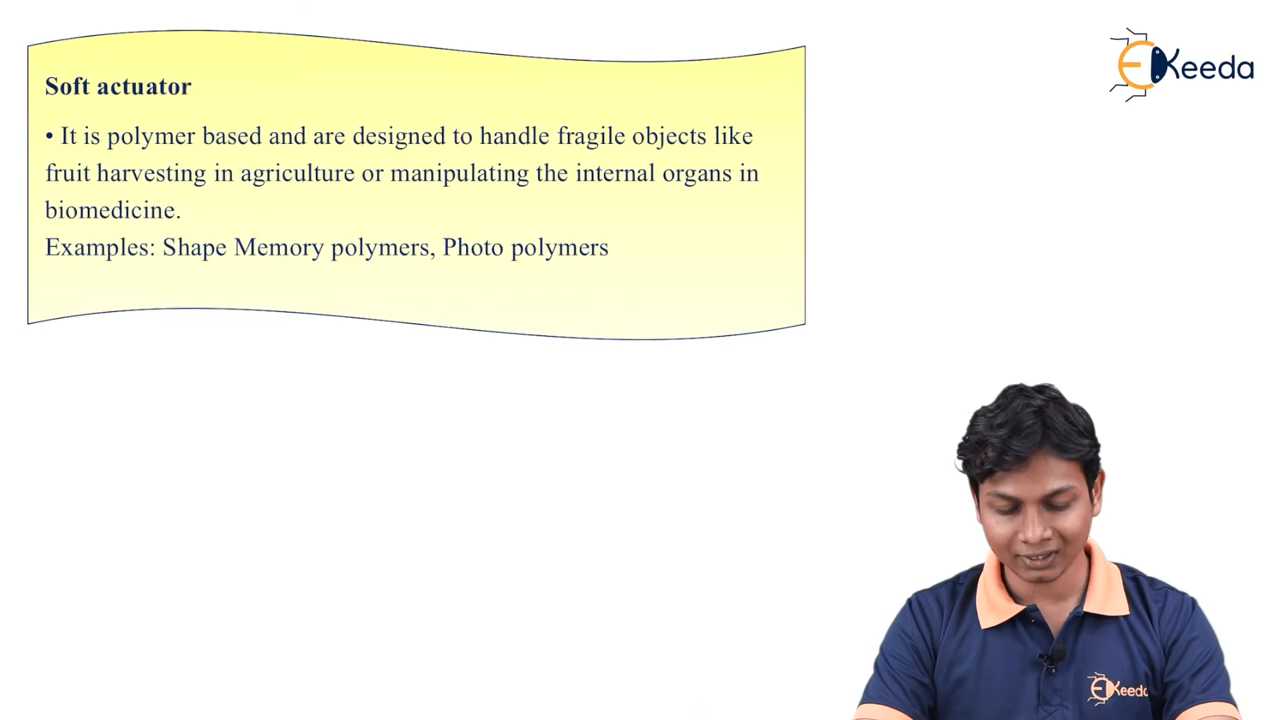 Soft actuator
• It is polymer based and are designed to handle fragile objects like
fruit harvesting in agriculture or manipulating the internal organs in
biomedicine.
Examples: Shape Memory polymers, Photo polymers
EKeeda
EKeeda